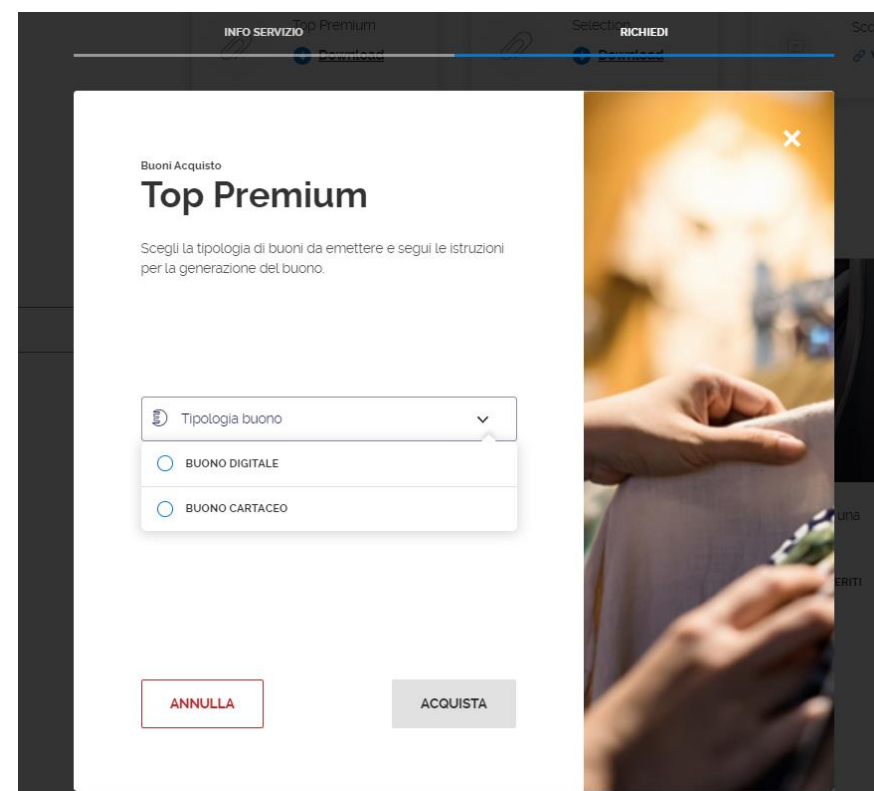 Top Premium
Selection
INFO SERVIZIO
RICHIEDI
Download
Download
Buoni Acquisto
Top Premium
Scegli la tipologia di buoni da emettere e segui le istruzioni
per la generazione del buono.
Tipologia buono
BUONO DIGITALE
BUONO CARTACEO
una
ERITI
ANNULLA
ACQUISTA